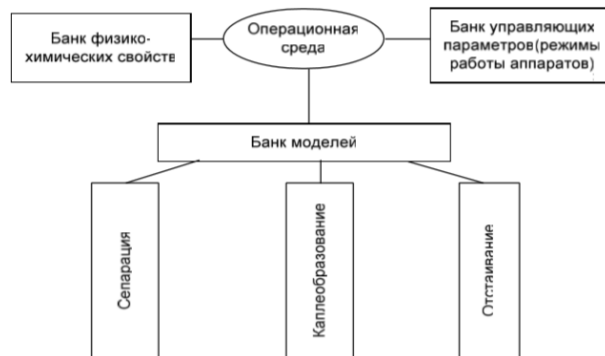 Банк физико-
химических свойств
Операционная
среда
Банк управляющих
параметров(режимы
работы аппаратов)
Банк моделей
Сепарация
Каплеобразование
Отстаивание